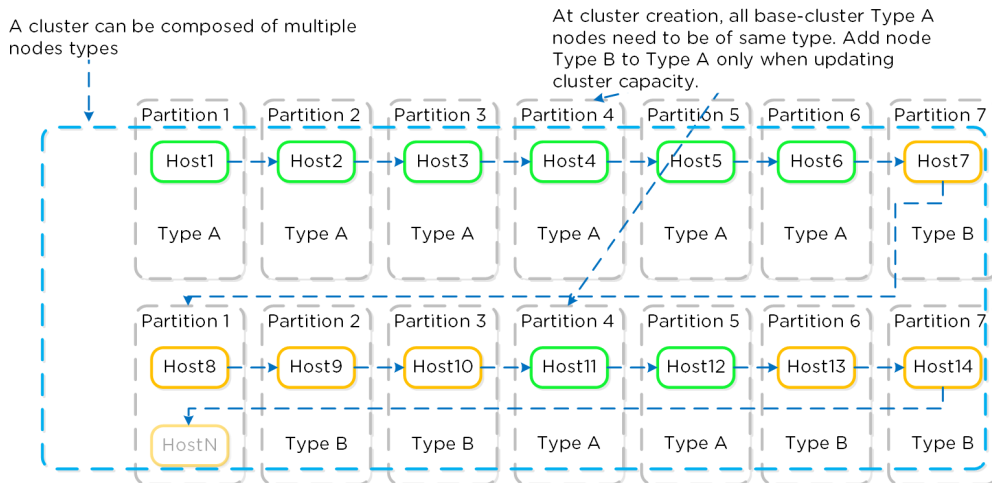 A cluster can be composed of multiple
nodes types
At cluster creation, all base-cluster Type A
nodes need to be of same type. Add node
Type B to Type A only when updating
cluster capacity.
Partition 1 Partition 2 Partition 3 Partition 4 Partition 5 Partition 6 Partition 7
Host1 Host2 Host3 Host4 Host5 Host6 Host7
Type A Type A Type A Type A Type A Type A Type B
Partition 1 Partition 2 Partition 3 Partition 4 Partition 5 Partition 6 Partition 7
Host8 Host9 Host10 Host11 Host12 Host13 Host14
HostN Type B Type B Type A Type A Type B Type B